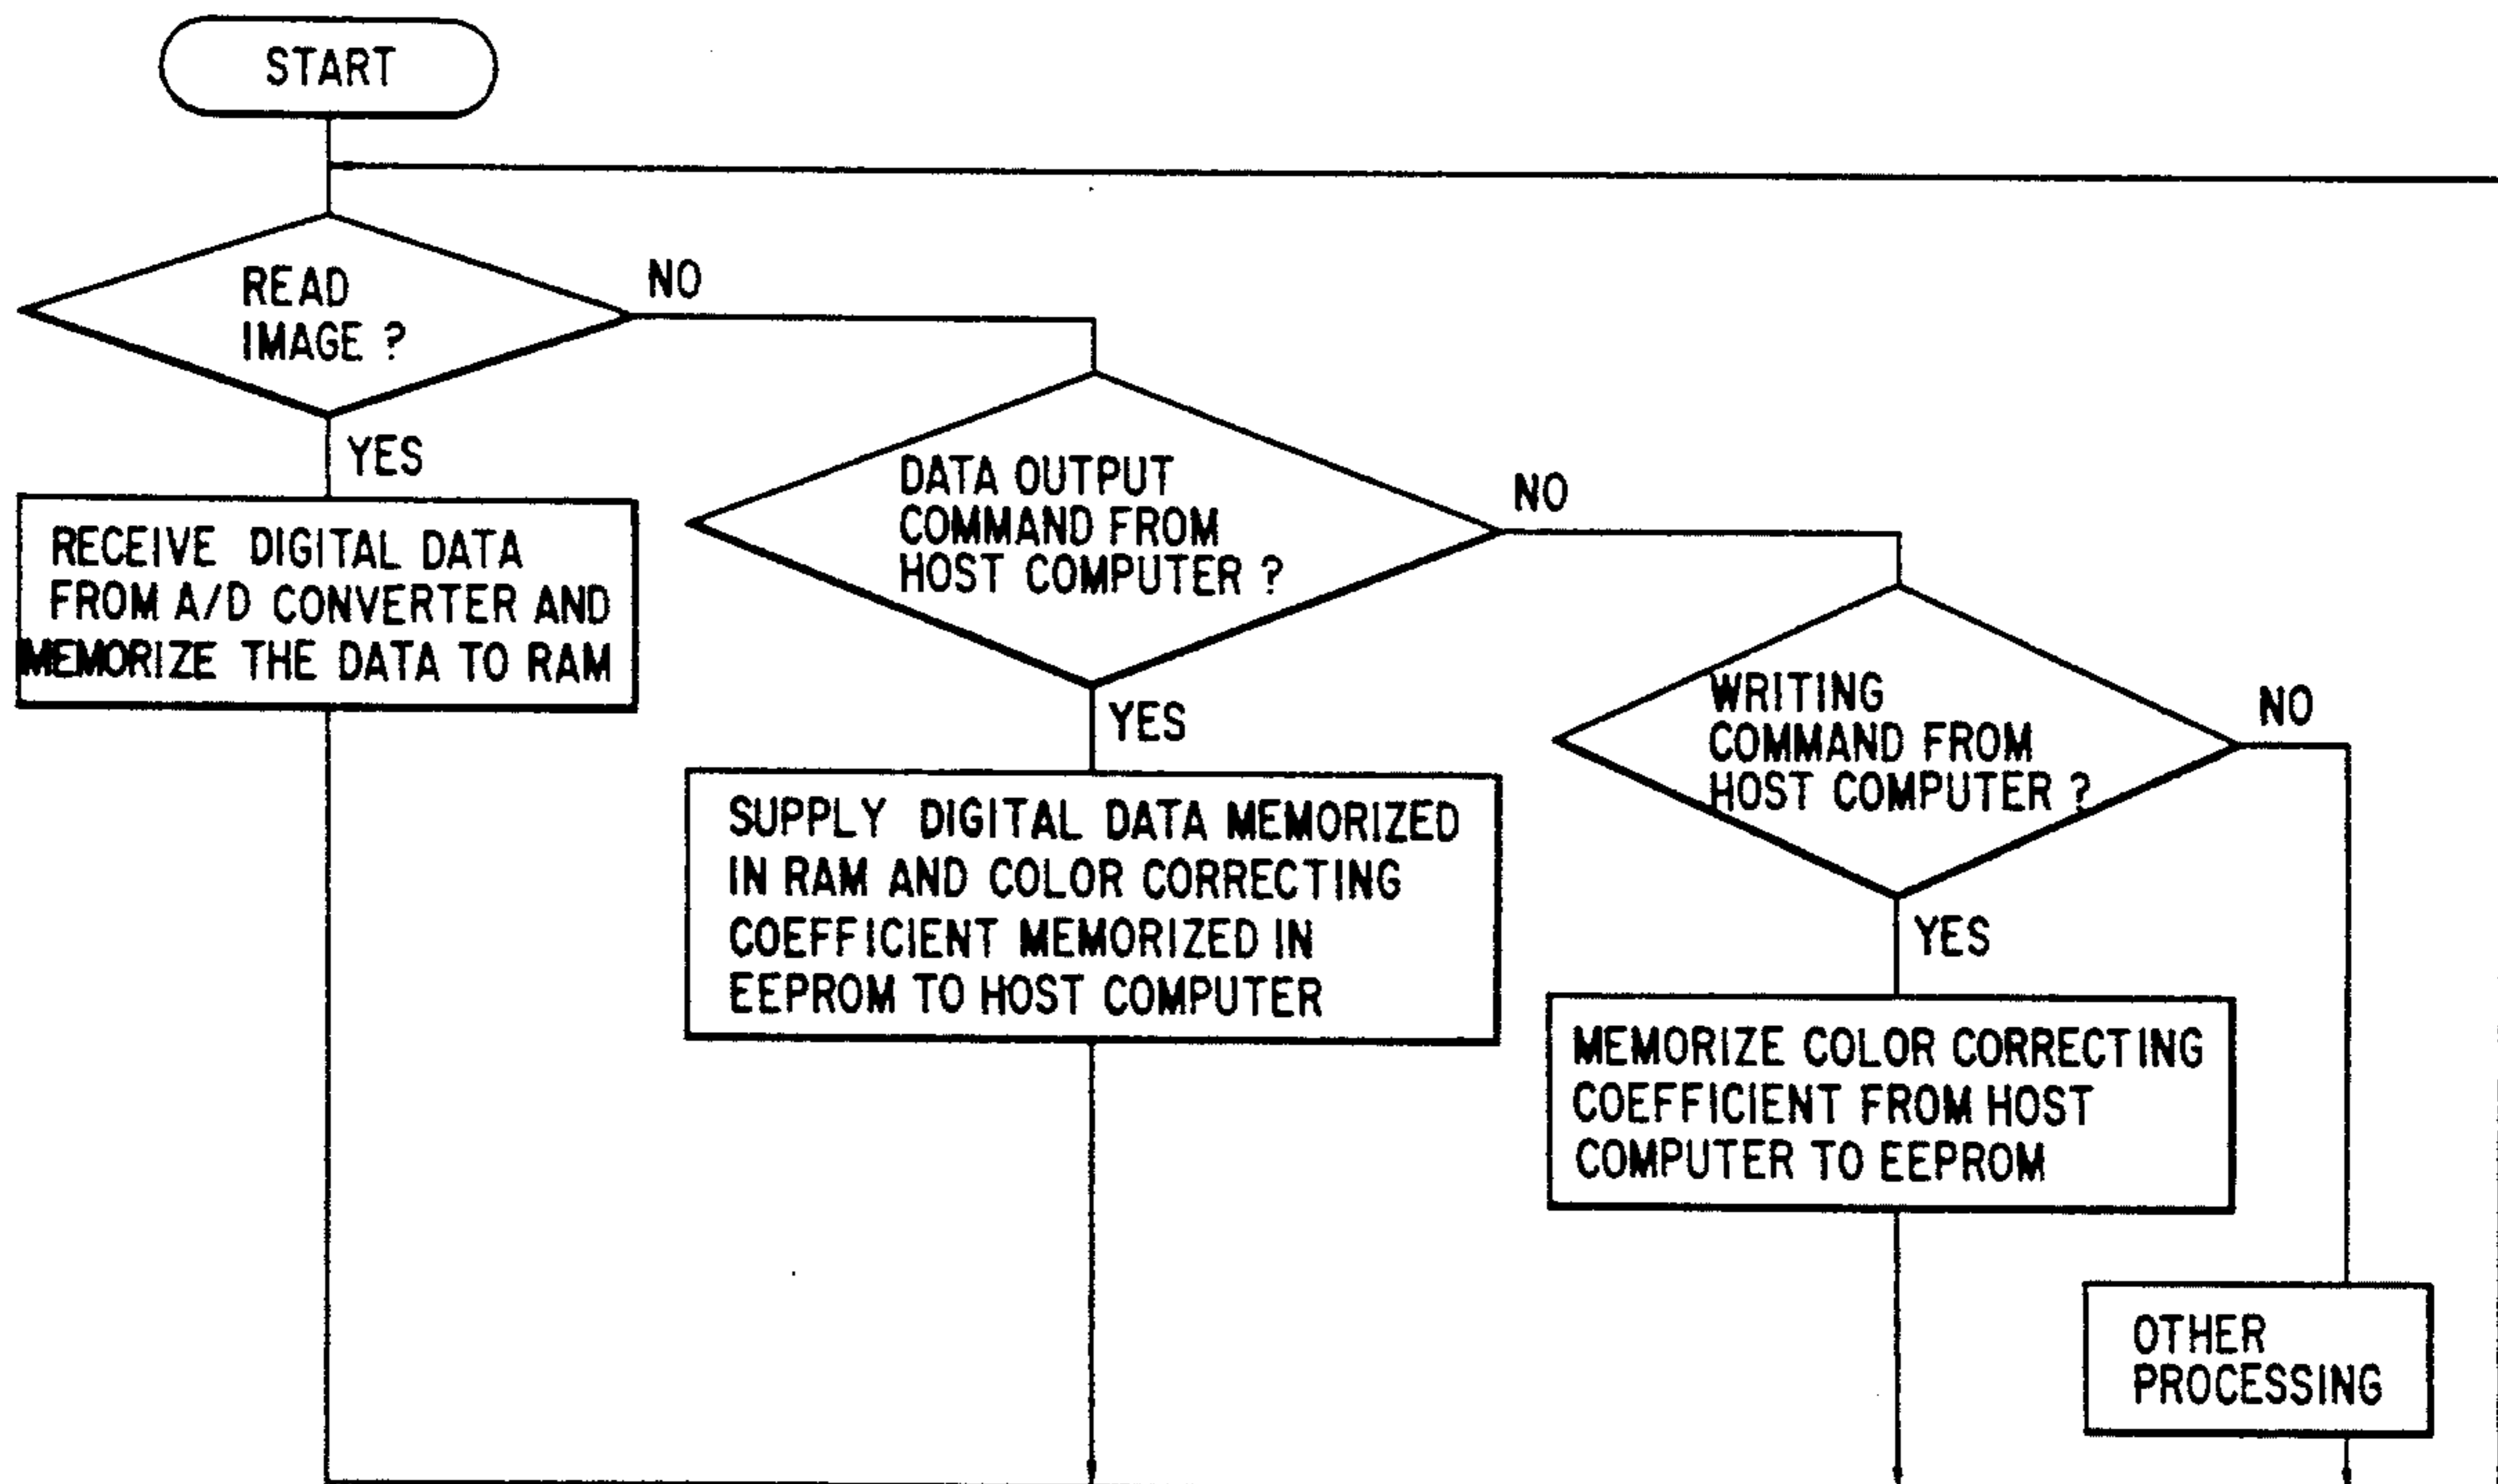 START
READ
IMAGE ?
NO
YES
RECEIVE DIGITAL DATA
FROM A/D CONVERTER AND
MEMORIZE THE DATA TO RAM
DATA OUTPUT
COMMAND FROM
HOST COMPUTER ?
NO
YES
SUPPLY DIGITAL DATA MEMORIZED
IN RAM AND COLOR CORRECTING
COEFFICIENT MEMORIZED IN
EEPROM TO HOST COMPUTER
WRITING
COMMAND FROM
HOST COMPUTER ?
NO
YES
MEMORIZE COLOR CORRECTING
COEFFICIENT FROM HOST
COMPUTER TO EEPROM
OTHER
PROCESSING